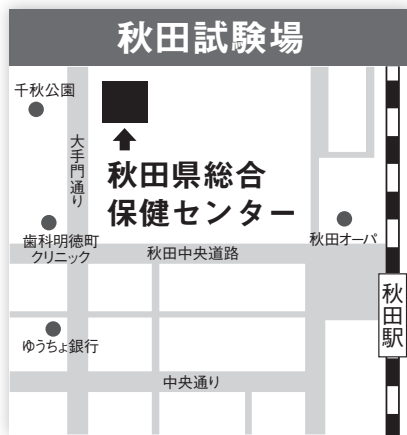 秋田試験場
千秋公園
大手門通り
秋田県総合
保健センター
歯科明徳町
クリニック
秋田中央道路
秋田オーパ
秋田駅
ゆうちょ銀行
中央通り